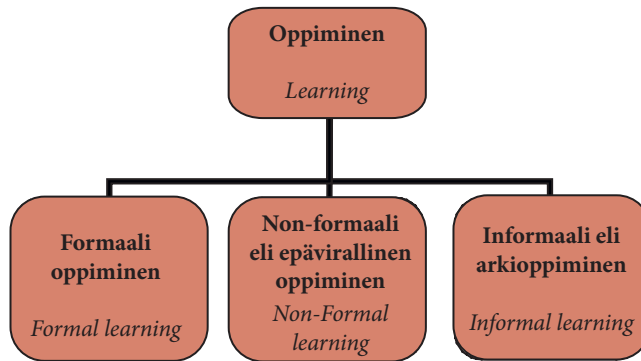 Oppiminen
Learning
Formaali
oppiminen
Formal learning
Non-formaali
eli epävirallinen
oppiminen
Non-Formal
learning
Informaali eli
arkioppiminen
Informal learning